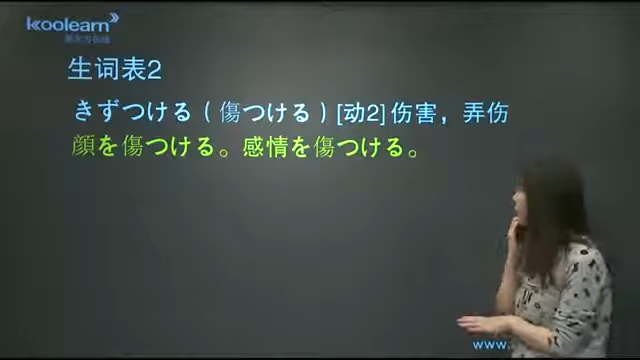 koolearn
新东方在线
生词表2
きずつける（傷つける）[动2]伤害，弄伤
顔を傷つける。感情を傷つける。
www.